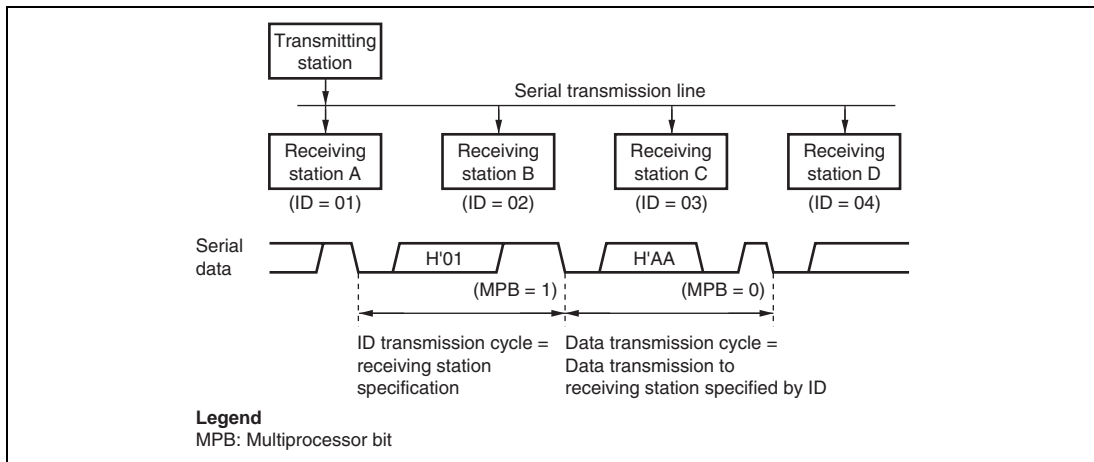 Transmitting
station
Serial transmission line
Receiving
station A
Receiving
station B
Receiving
station C
Receiving
station D
(ID = 01)
(ID = 02)
(ID = 03)
(ID = 04)
Serial
data
H'01
H'AA
(MPB = 1)
(MPB = 0)
ID transmission cycle =
receiving station
specification
Data transmission cycle =
Data transmission to
receiving station specified by ID
Legend
MPB: Multiprocessor bit